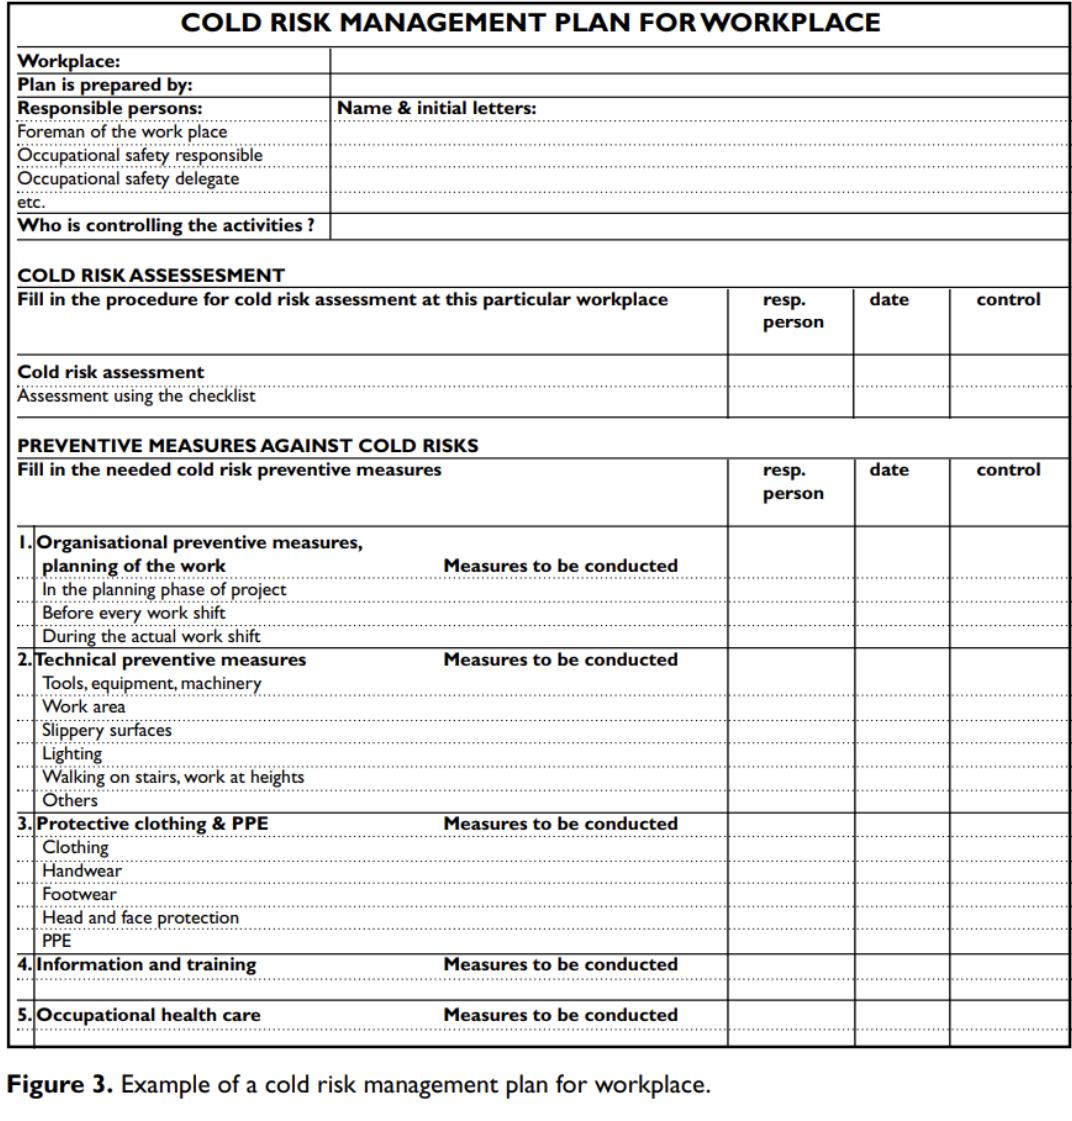 COLD RISK MANAGEMENT PLAN FOR WORKPLACE
Workplace:
Plan is prepared by:
Responsible persons: Name & initial letters:
Foreman of the work place
Occupational safety responsible
Occupational safety delegate
etc.
Who is controlling the activities ?
COLD RISK ASSESSESMENT
Fill in the procedure for cold risk assessment at this particular workplace resp. date control
person
Cold risk assessment
Assessment using the checklist
PREVENTIVE MEASURES AGAINST COLD RISKS
Fill in the needed cold risk preventive measures resp. date control
person
1. Organisational preventive measures,
planning of the work Measures to be conducted
In the planning phase of project
Before every work shift
During the actual work shift
2. Technical preventive measures Measures to be conducted
Tools, equipment, machinery
Work area
Slippery surfaces
Lighting
Walking on stairs, work at heights
Others
3. Protective clothing & PPE Measures to be conducted
Clothing
Handwear
Footwear
Head and face protection
PPE
4. Information and training Measures to be conducted
5. Occupational health care Measures to be conducted
Figure 3. Example of a cold risk management plan for workplace.